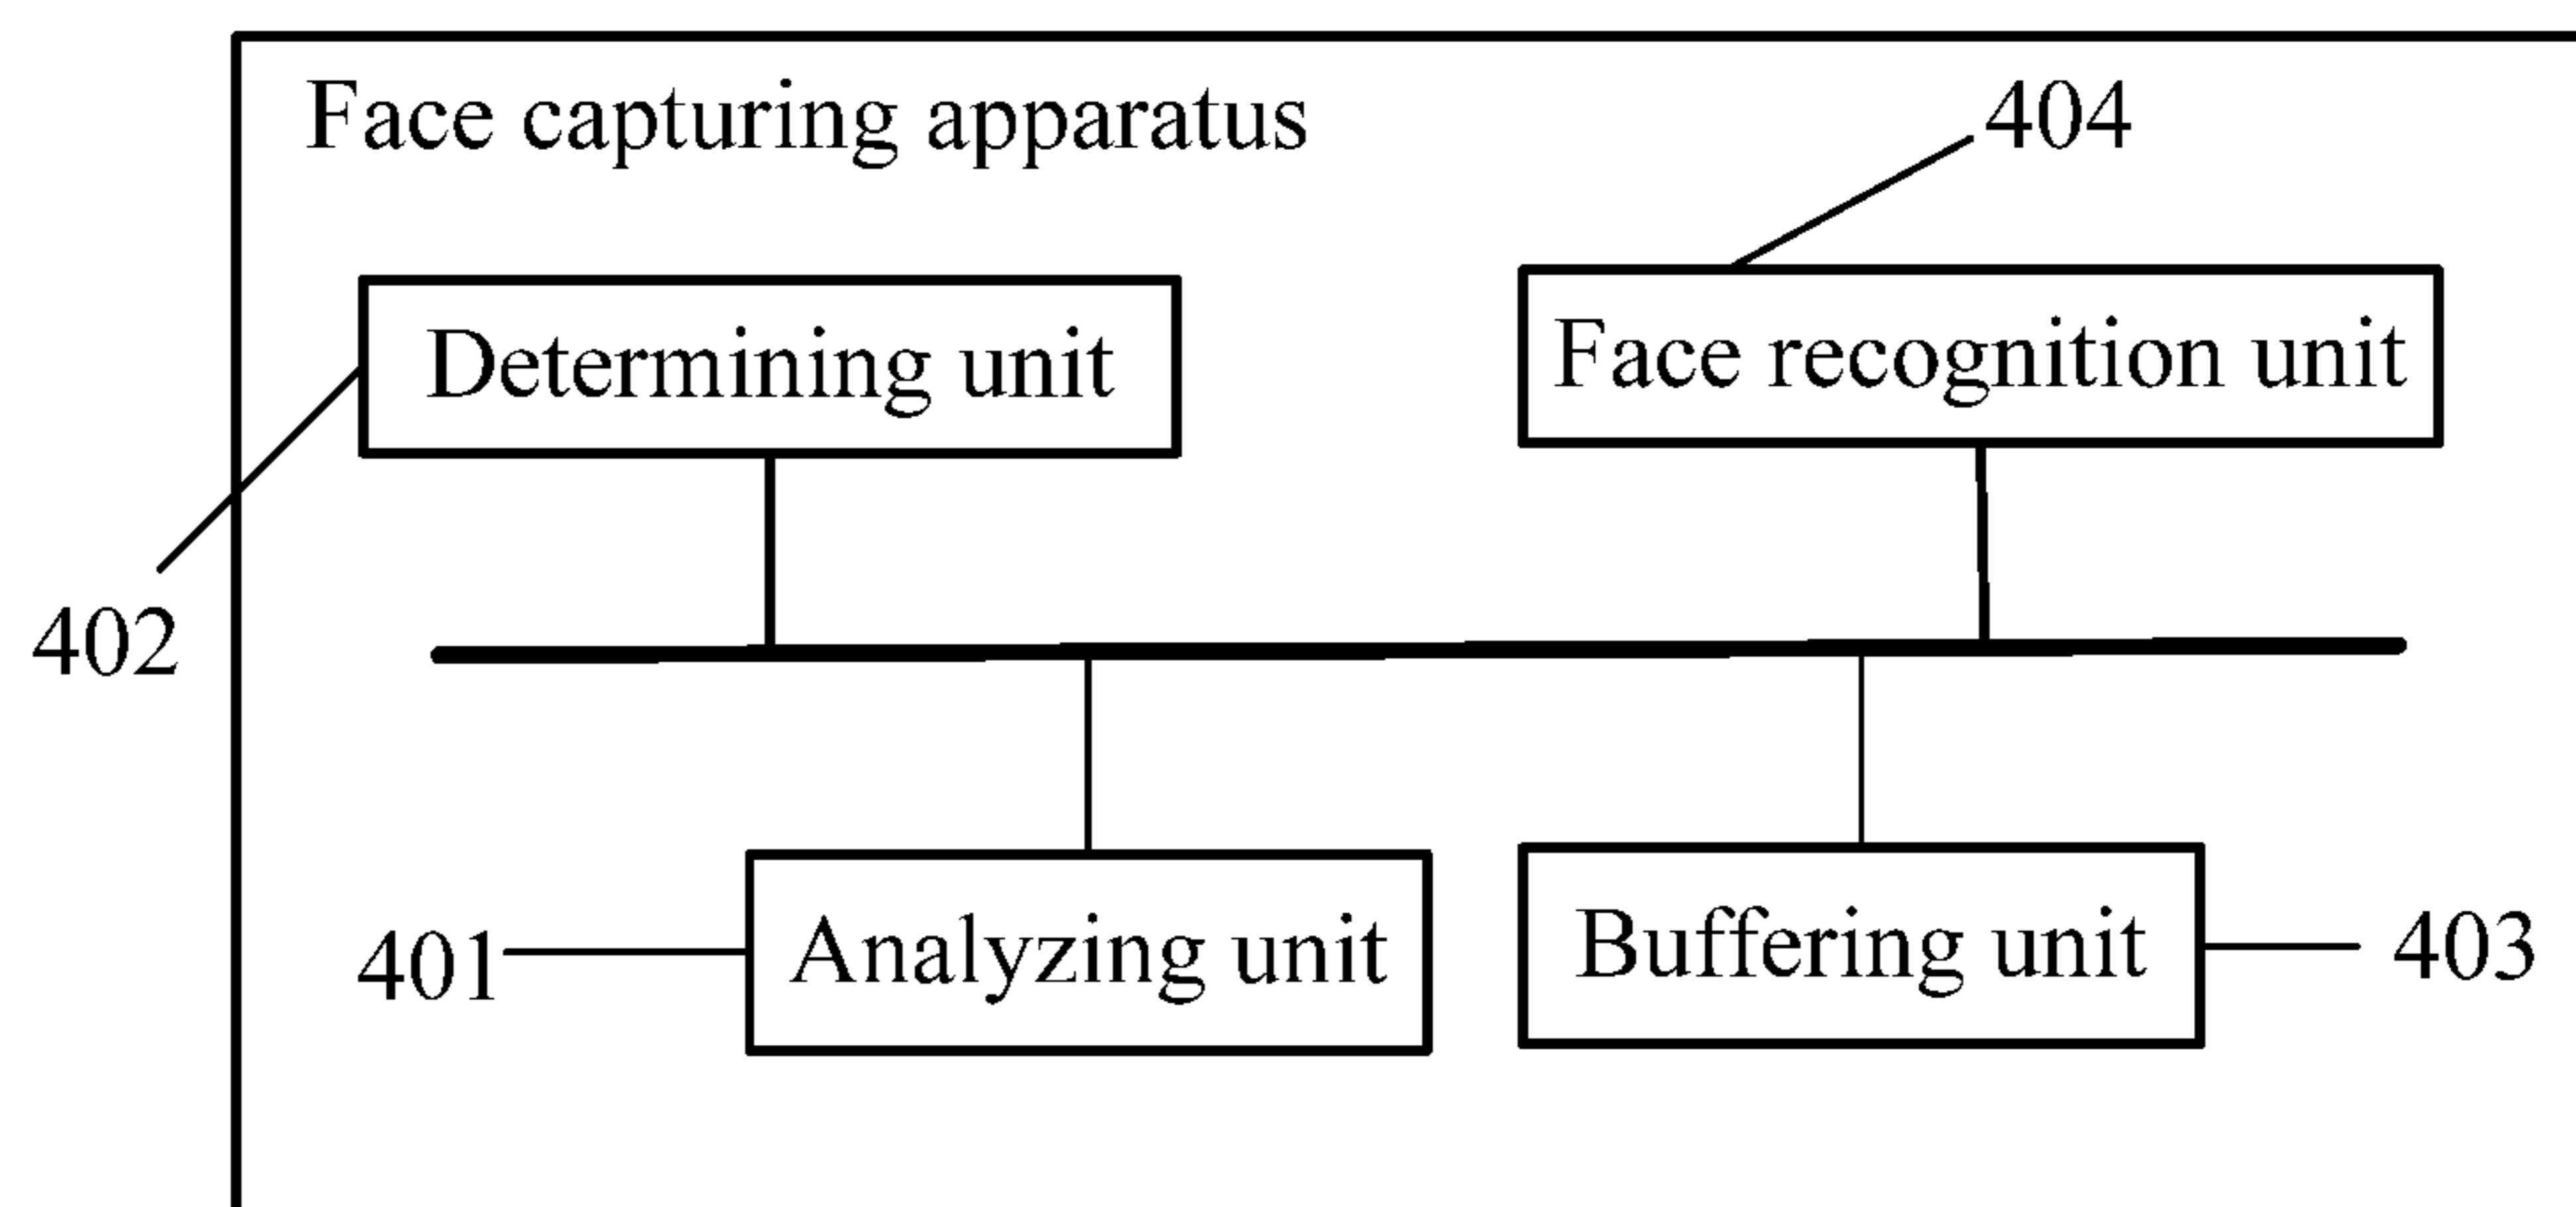 Face capturing apparatus
404
Determining unit
Face recognition unit
402
401
Analyzing unit
Buffering unit
403